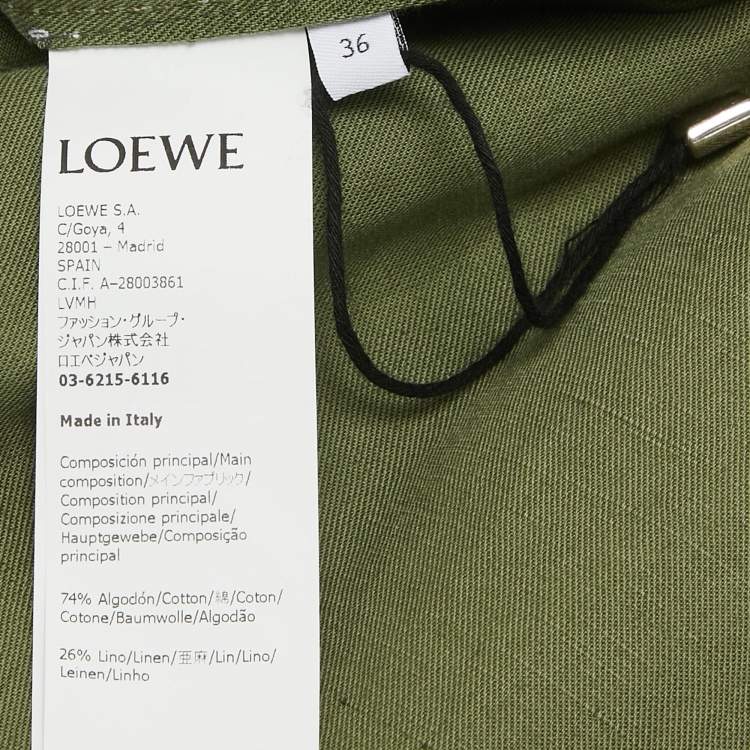 36
LOEWE
LOEWE S.A.
C/Goya, 4
28001 – Madrid
SPAIN
C.I.F. A–28003861
LVMH
ファッション・グループ・
ジャパン株式会社
ロエベジャパン
03-6215-6116
Made in Italy
Composición principal/Main
composition/メインファブリック/
Composition principal/
Composizione principale/
Hauptgewebe/Composição
principal
74% Algodón/Cotton/綿/Coton/
Cotone/Baumwolle/Algodão
26% Lino/Linen/亜麻/Lin/Lino/
Leinen/Linho